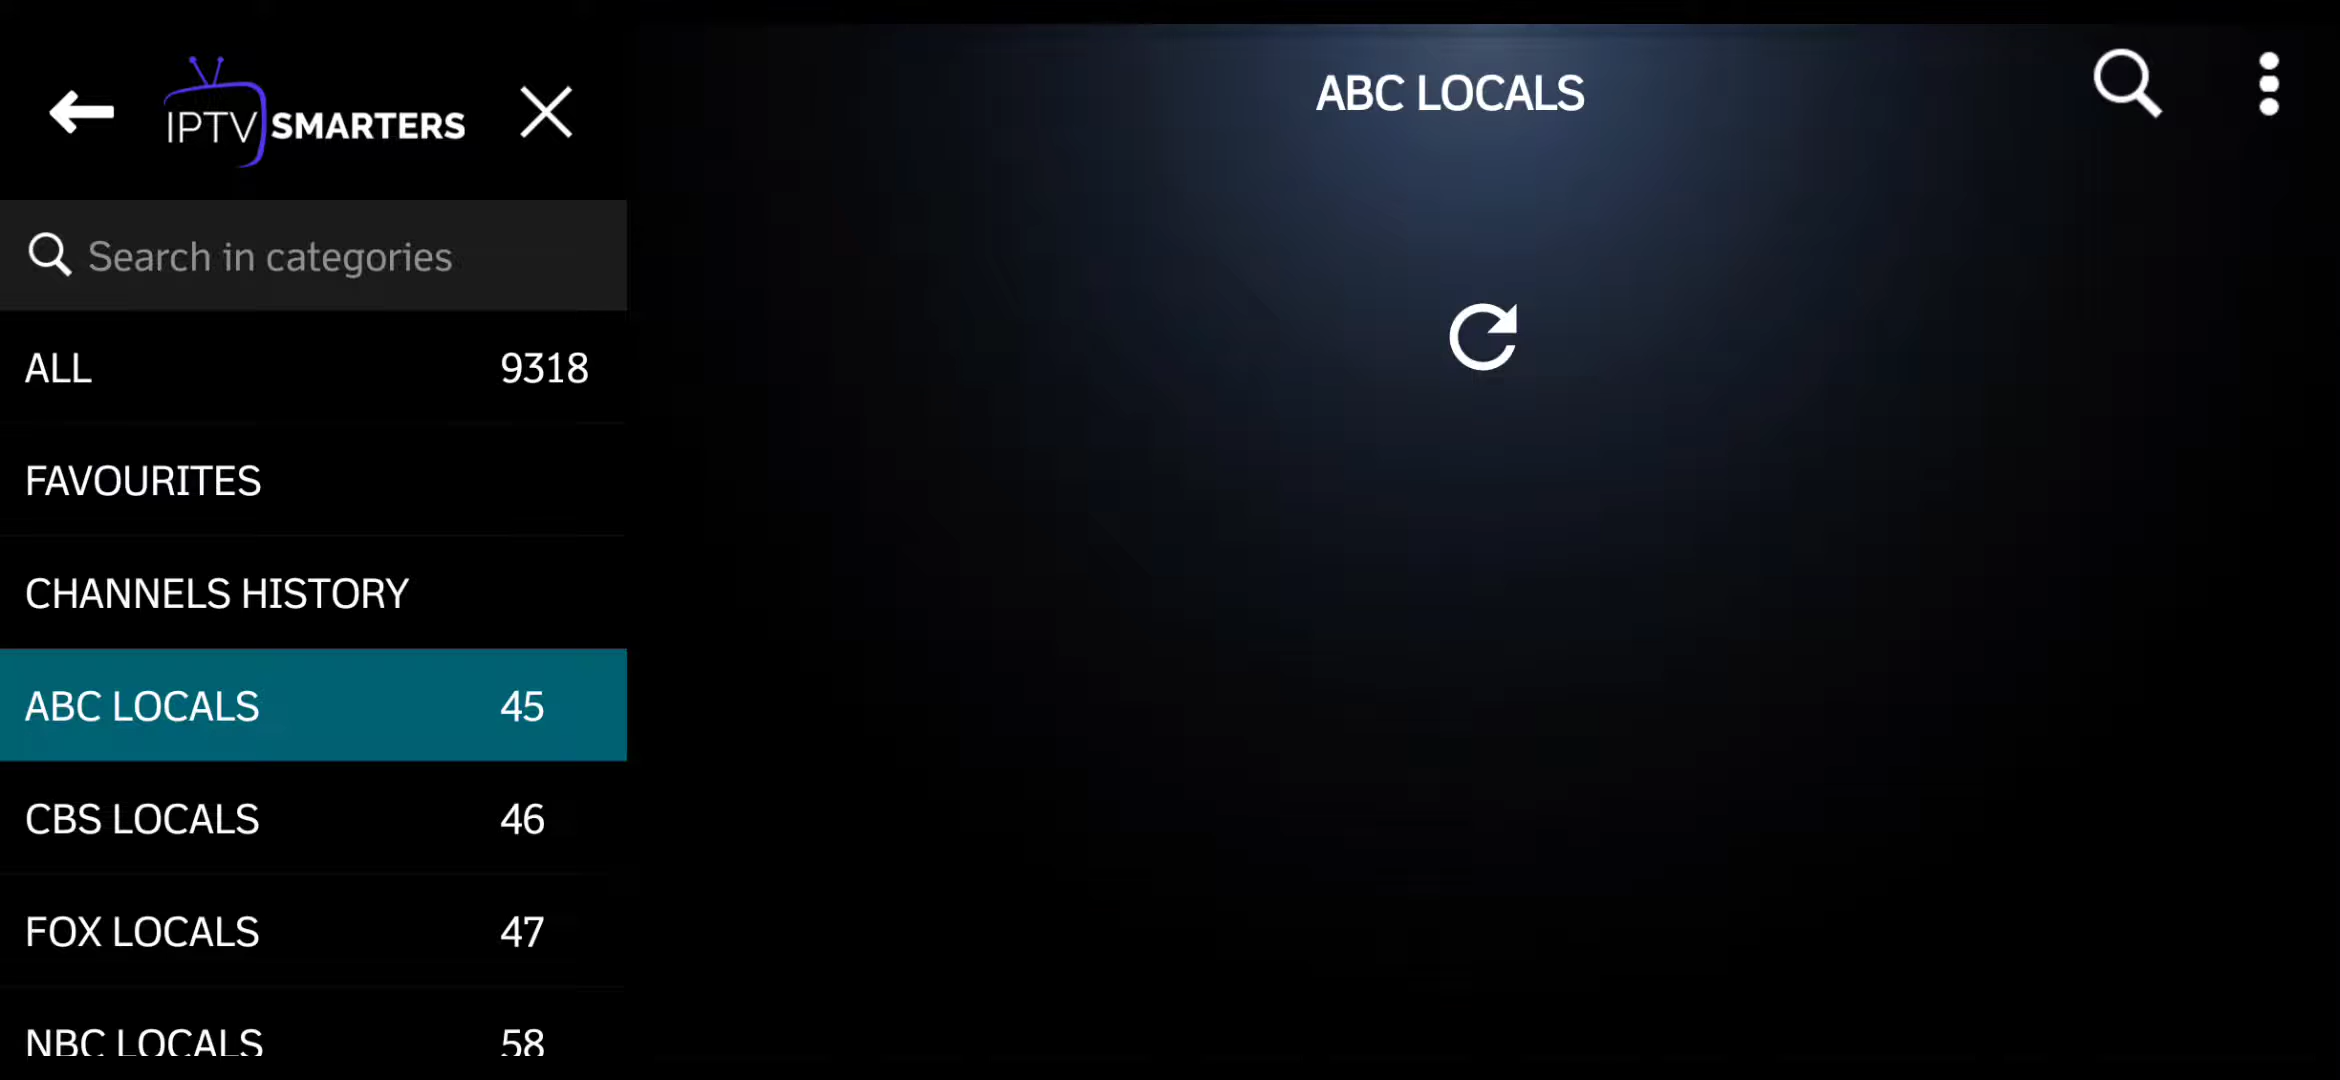 IPTV SMARTERS
ABC LOCALS
Search in categories
ALL 9318
FAVOURITES
CHANNELS HISTORY
ABC LOCALS 45
CBS LOCALS 46
FOX LOCALS 47
NBC LOCALS 58